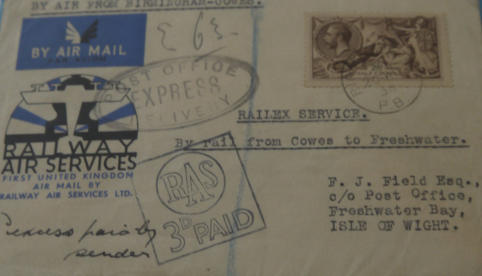 BY AIR FROM BIRMINGHAM-COWES.
BY AIR MAIL
PAR AVION
POST OFFICE
EXPRESS
DELIVERY
RAILEX SERVICE.
By rail from Cowes to Freshwater.
RAILWAY
AIR SERVICES
FIRST UNITED KINGDOM
AIR MAIL BY
RAILWAY AIR SERVICES LTD.
RAS
3D PAID
F. J. Field Esq.,
c/o Post Office,
Freshwater Bay,
ISLE OF WIGHT.
Express paid by
sender